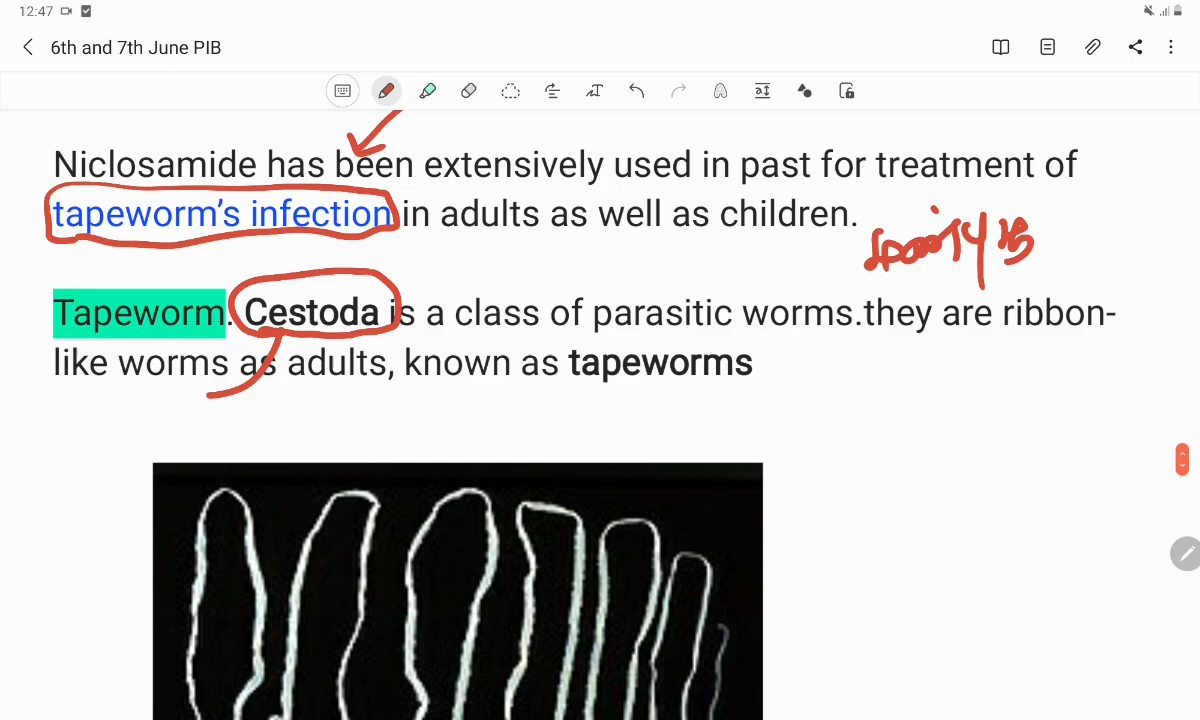 12:47
6th and 7th June PIB
Niclosamide has been extensively used in past for treatment of
tapeworm’s infection in adults as well as children.
Tapeworm. Cestoda is a class of parasitic worms.they are ribbon-
like worms as adults, known as tapeworms